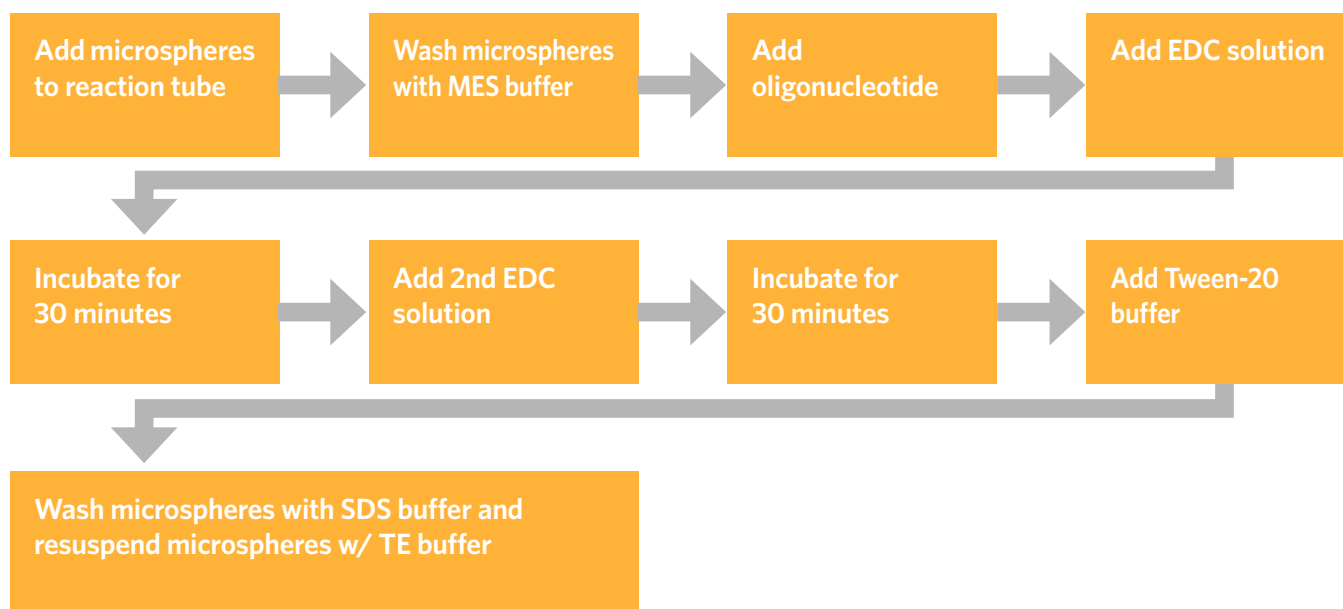 Add microspheres
to reaction tube
Wash microspheres
with MES buffer
Add
oligonucleotide
Add EDC solution
Incubate for
30 minutes
Add 2nd EDC
solution
Incubate for
30 minutes
Add Tween-20
buffer
Wash microspheres with SDS buffer and
resuspend microspheres w/ TE buffer